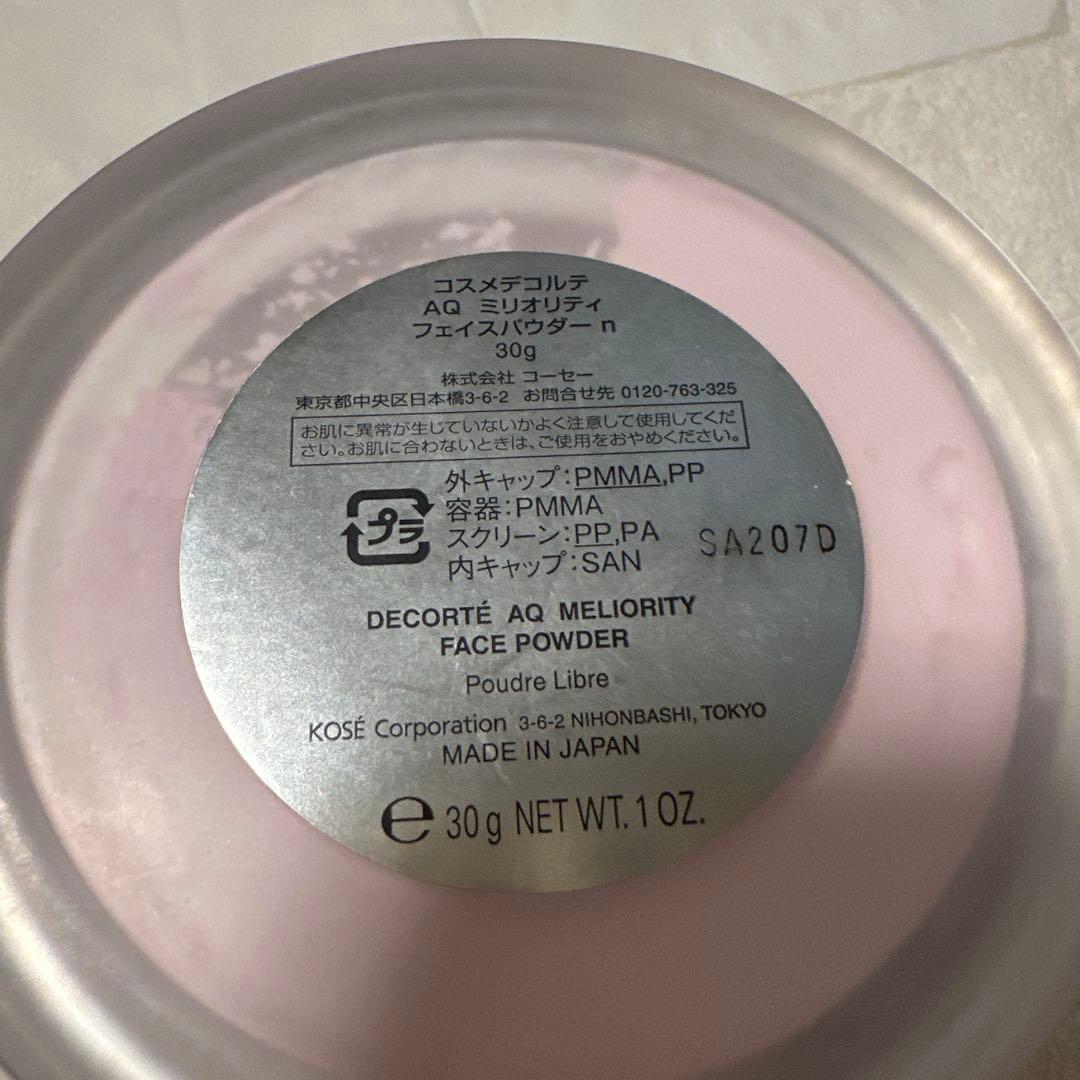 コスメデコルテ
AQ ミリオリティ
フェイスパウダー n
30g
株式会社 コーセー
東京都中央区日本橋3-6-2 お問合せ先 0120-763-325
お肌に異常が生じていないかよく注意して使用してくだ
さい。お肌に合わないときは、ご使用をおやめください。
外キャップ:PMMA,PP
プラ 容器:PMMA
スクリーン:PP,PA SA207D
内キャップ:SAN
DECORTÉ AQ MELIORITY
FACE POWDER
Poudre Libre
KOSÉ Corporation 3-6-2 NIHONBASHI, TOKYO
MADE IN JAPAN
℮ 30g NET WT. 1 OZ.